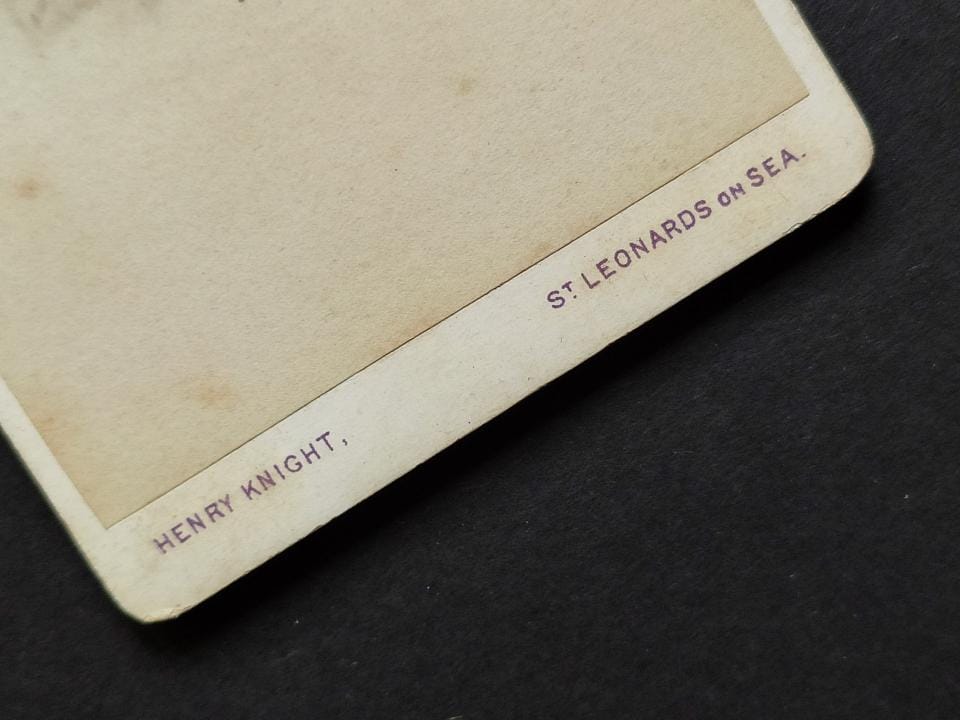 HENRY KNIGHT, ST. LEONARDS ON SEA.